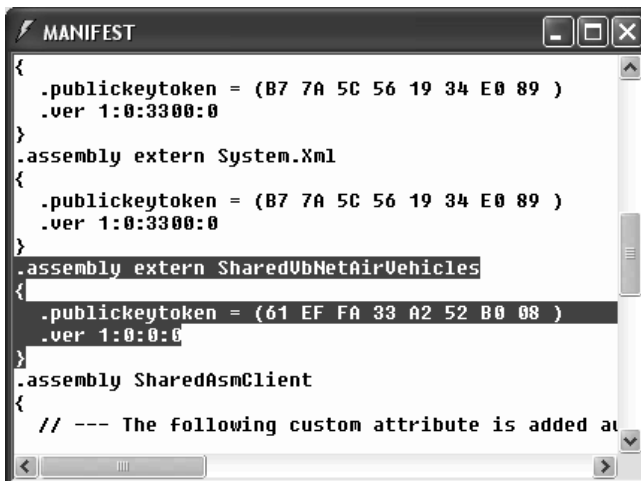 MANIFEST
{
  .publickeytoken = (B7 7A 5C 56 19 34 E0 89 )
  .ver 1:0:3300:0
}
.assembly extern System.Xml
{
  .publickeytoken = (B7 7A 5C 56 19 34 E0 89 )
  .ver 1:0:3300:0
}
.assembly extern SharedVbNetAirVehicles
{
  .publickeytoken = (61 EF FA 33 A2 52 B0 08 )
  .ver 1:0:0:0
}
.assembly SharedAsmClient
{
  // --- The following custom attribute is added au